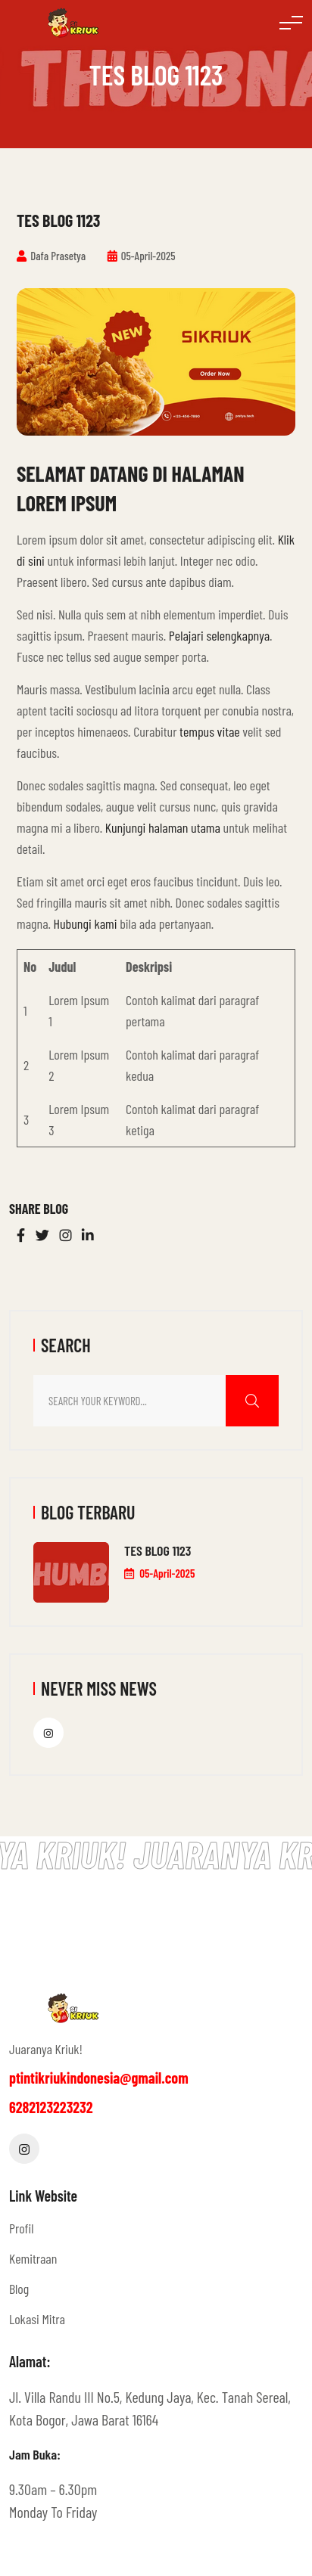 SI KRIUK
THUMBNA
TES BLOG 1123
TES BLOG 1123
Dafa Prasetya 05-April-2025
NEW
SIKRIUK
Order Now
SELAMAT DATANG DI HALAMAN
LOREM IPSUM
Lorem ipsum dolor sit amet, consectetur adipiscing elit. Klik
di sini untuk informasi lebih lanjut. Integer nec odio.
Praesent libero. Sed cursus ante dapibus diam.
Sed nisi. Nulla quis sem at nibh elementum imperdiet. Duis
sagittis ipsum. Praesent mauris. Pelajari selengkapnya.
Fusce nec tellus sed augue semper porta.
Mauris massa. Vestibulum lacinia arcu eget nulla. Class
aptent taciti sociosqu ad litora torquent per conubia nostra,
per inceptos himenaeos. Curabitur tempus vitae velit sed
faucibus.
Donec sodales sagittis magna. Sed consequat, leo eget
bibendum sodales, augue velit cursus nunc, quis gravida
magna mi a libero. Kunjungi halaman utama untuk melihat
detail.
Etiam sit amet orci eget eros faucibus tincidunt. Duis leo.
Sed fringilla mauris sit amet nibh. Donec sodales sagittis
magna. Hubungi kami bila ada pertanyaan.
No Judul Deskripsi
1 Lorem Ipsum 1 Contoh kalimat dari paragraf pertama
2 Lorem Ipsum 2 Contoh kalimat dari paragraf kedua
3 Lorem Ipsum 3 Contoh kalimat dari paragraf ketiga
SHARE BLOG
SEARCH
SEARCH YOUR KEYWORD...
BLOG TERBARU
HUMB
TES BLOG 1123
05-April-2025
NEVER MISS NEWS
YA KRIUK! JUARANYA KR
SI KRIUK
Juaranya Kriuk!
ptintikriukindonesia@gmail.com
6282123223232
Link Website
Profil
Kemitraan
Blog
Lokasi Mitra
Alamat:
Jl. Villa Randu III No.5, Kedung Jaya, Kec. Tanah Sereal,
Kota Bogor, Jawa Barat 16164
Jam Buka:
9.30am – 6.30pm
Monday To Friday